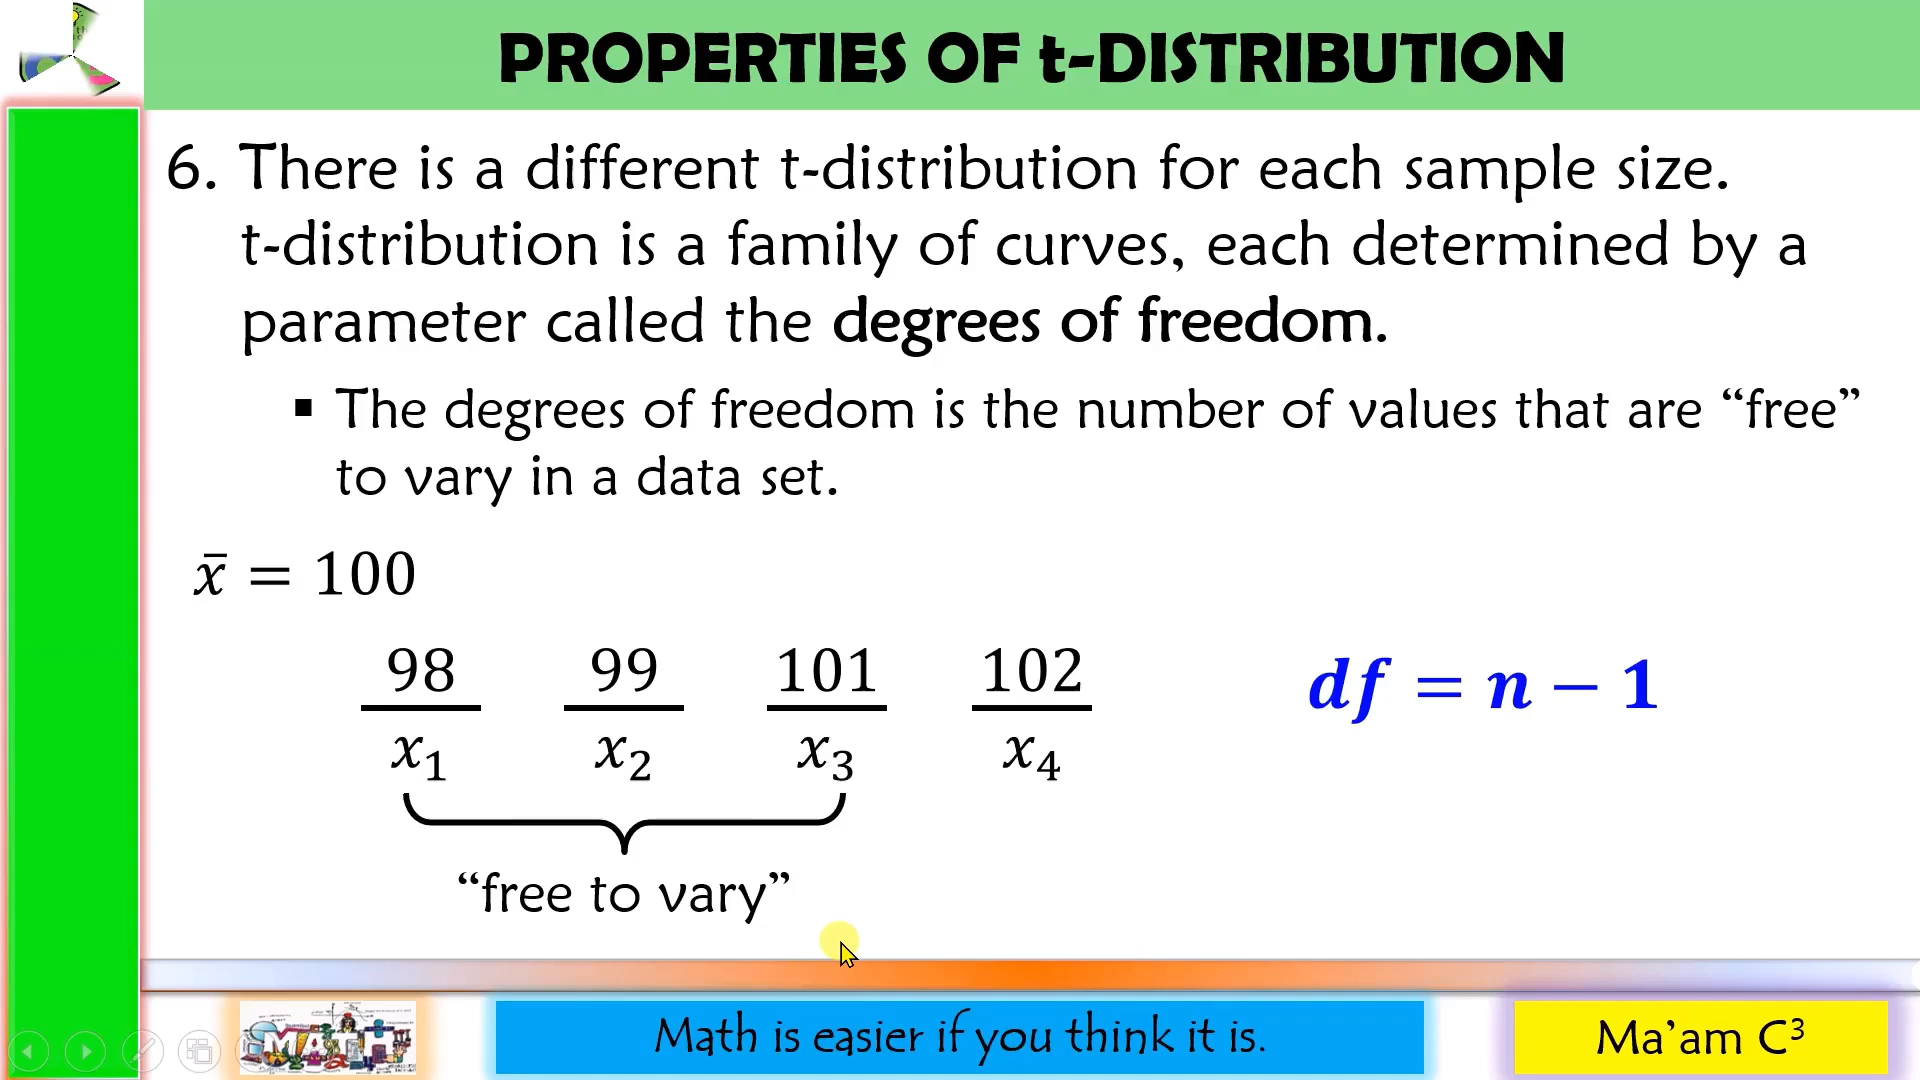 PROPERTIES OF t-DISTRIBUTION
6. There is a different t-distribution for each sample size.
t-distribution is a family of curves, each determined by a
parameter called the degrees of freedom.
▪ The degrees of freedom is the number of values that are “free”
to vary in a data set.
x̄ = 100
98 99 101 102
x₁ x₂ x₃ x₄
df = n − 1
“free to vary”
MATH
Math is easier if you think it is.
Ma’am C³